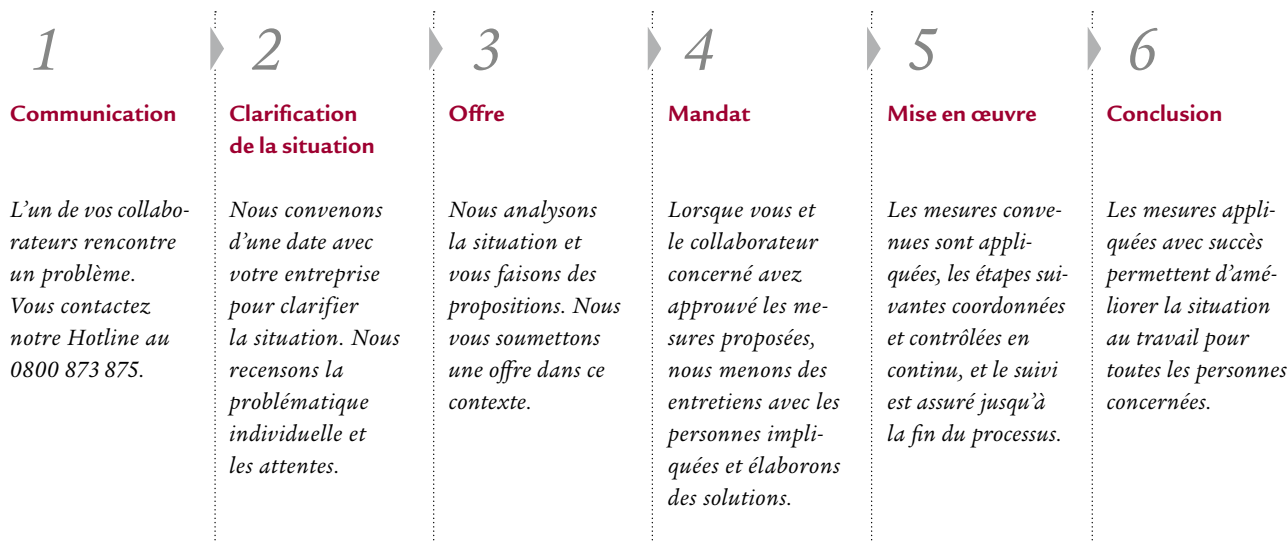 1
Communication
L’un de vos collabo-
rateurs rencontre
un problème.
Vous contactez
notre Hotline au
0800 873 875.
2
Clarification
de la situation
Nous convenons
d’une date avec
votre entreprise
pour clarifier
la situation. Nous
recensons la
problématique
individuelle et
les attentes.
3
Offre
Nous analysons
la situation et
vous faisons des
propositions. Nous
vous soumettons
une offre dans ce
contexte.
4
Mandat
Lorsque vous et
le collaborateur
concerné avez
approuvé les me-
sures proposées,
nous menons des
entretiens avec les
personnes impli-
quées et élaborons
des solutions.
5
Mise en œuvre
Les mesures conve-
nues sont appli-
quées, les étapes sui-
vantes coordonnées
et contrôlées en
continu, et le suivi
est assuré jusqu’à
la fin du processus.
6
Conclusion
Les mesures appli-
quées avec succès
permettent d’amé-
liorer la situation
au travail pour
toutes les personnes
concernées.